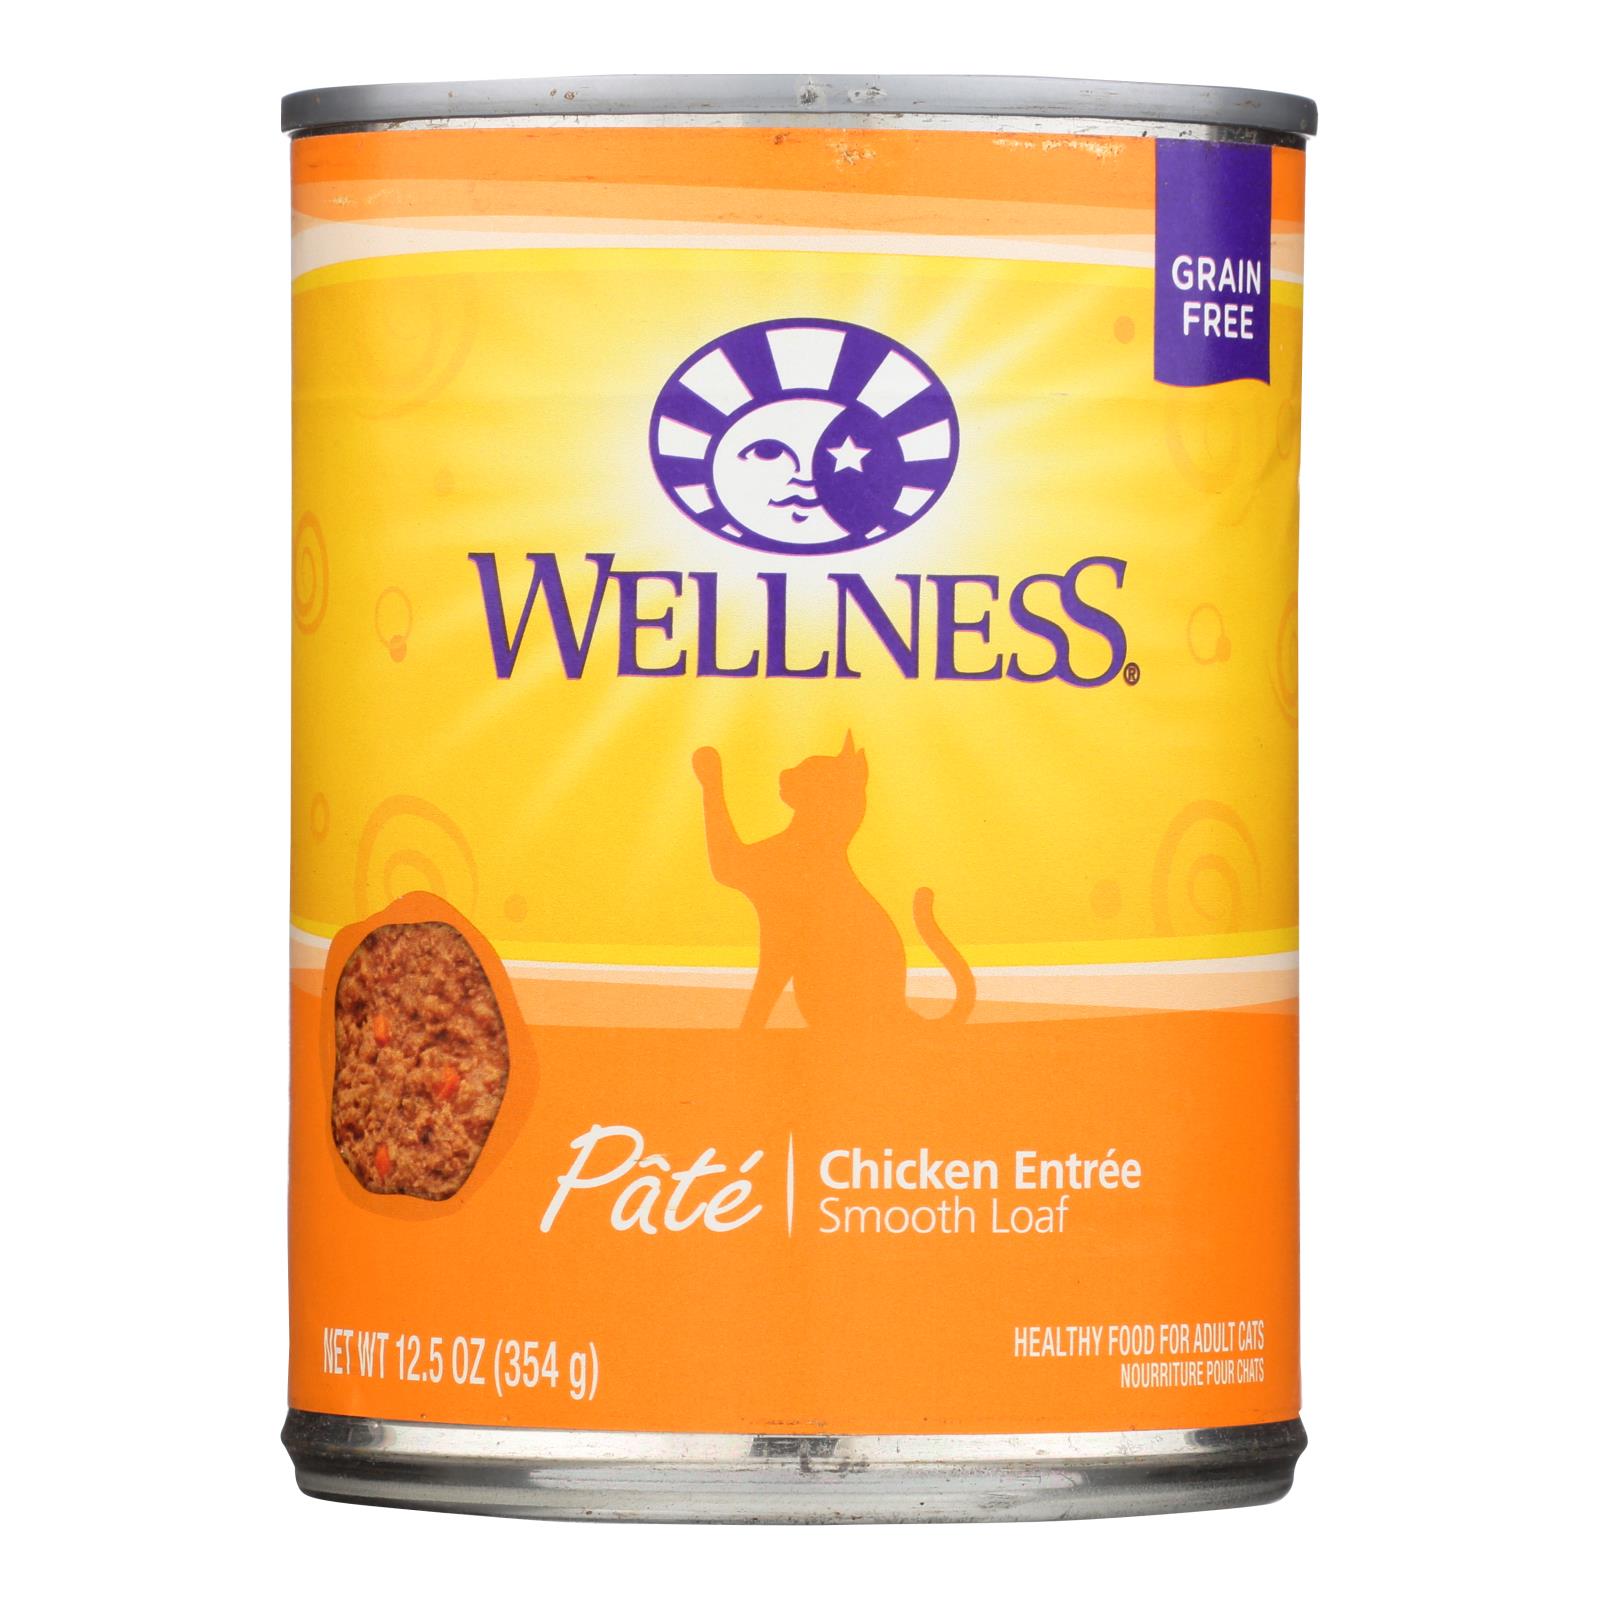 GRAIN
FREE
WELLNESS®
Pâté
Chicken Entrée
Smooth Loaf
NET WT 12.5 OZ (354 g)
HEALTHY FOOD FOR ADULT CATS
NOURRITURE POUR CHATS